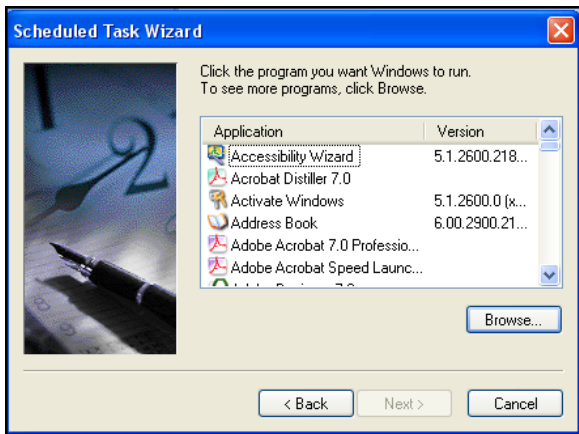 Scheduled Task Wizard
Click the program you want Windows to run.
To see more programs, click Browse.
Application Version
Accessibility Wizard 5.1.2600.218...
Acrobat Distiller 7.0
Activate Windows 5.1.2600.0 (x...
Address Book 6.00.2900.21...
Adobe Acrobat 7.0 Professio...
Adobe Acrobat Speed Launc...
Browse...
< Back Next > Cancel